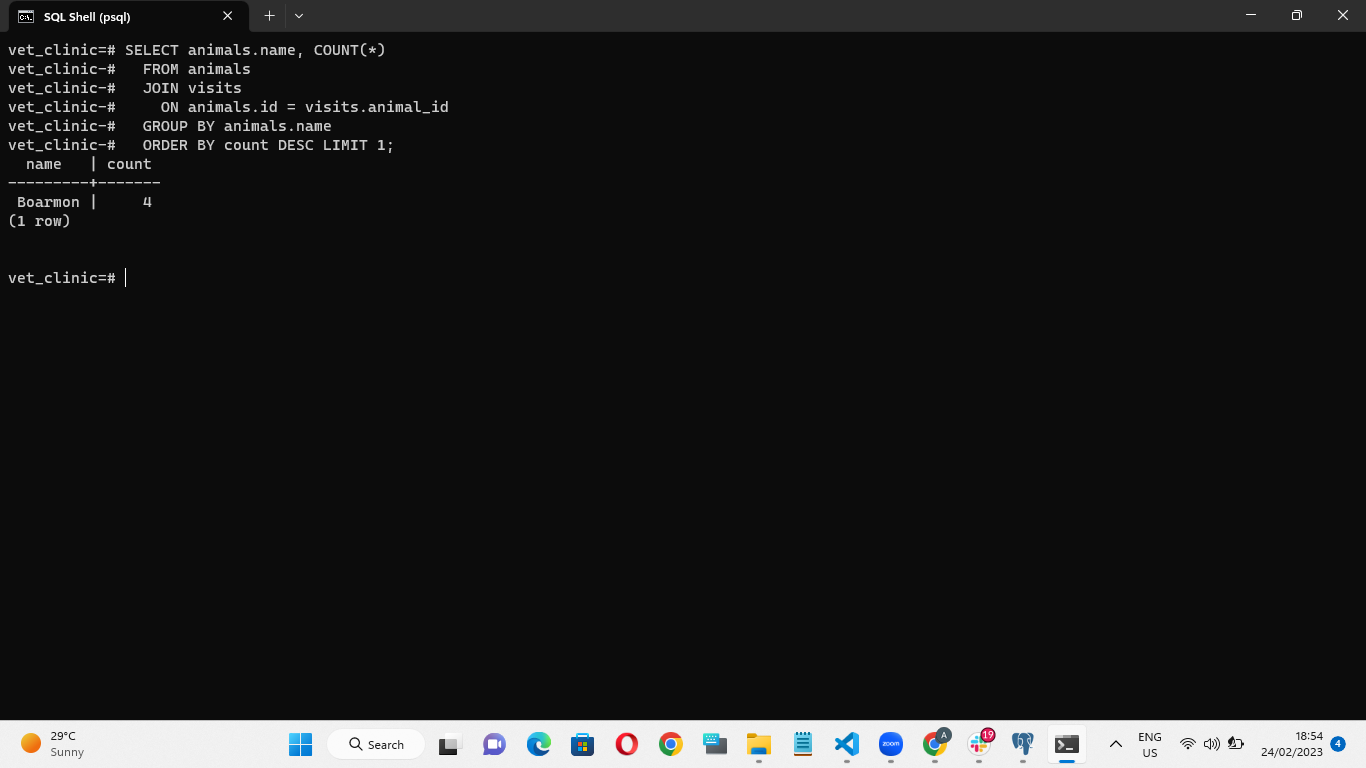 SQL Shell (psql)
vet_clinic=# SELECT animals.name, COUNT(*)
vet_clinic-#   FROM animals
vet_clinic-#   JOIN visits
vet_clinic-#     ON animals.id = visits.animal_id
vet_clinic-#   GROUP BY animals.name
vet_clinic-#   ORDER BY count DESC LIMIT 1;
  name   | count
---------+-------
 Boarmon |     4
(1 row)
vet_clinic=#
29°C
Sunny
Search
zoom
A
19
ENG
US
18:54
24/02/2023
4